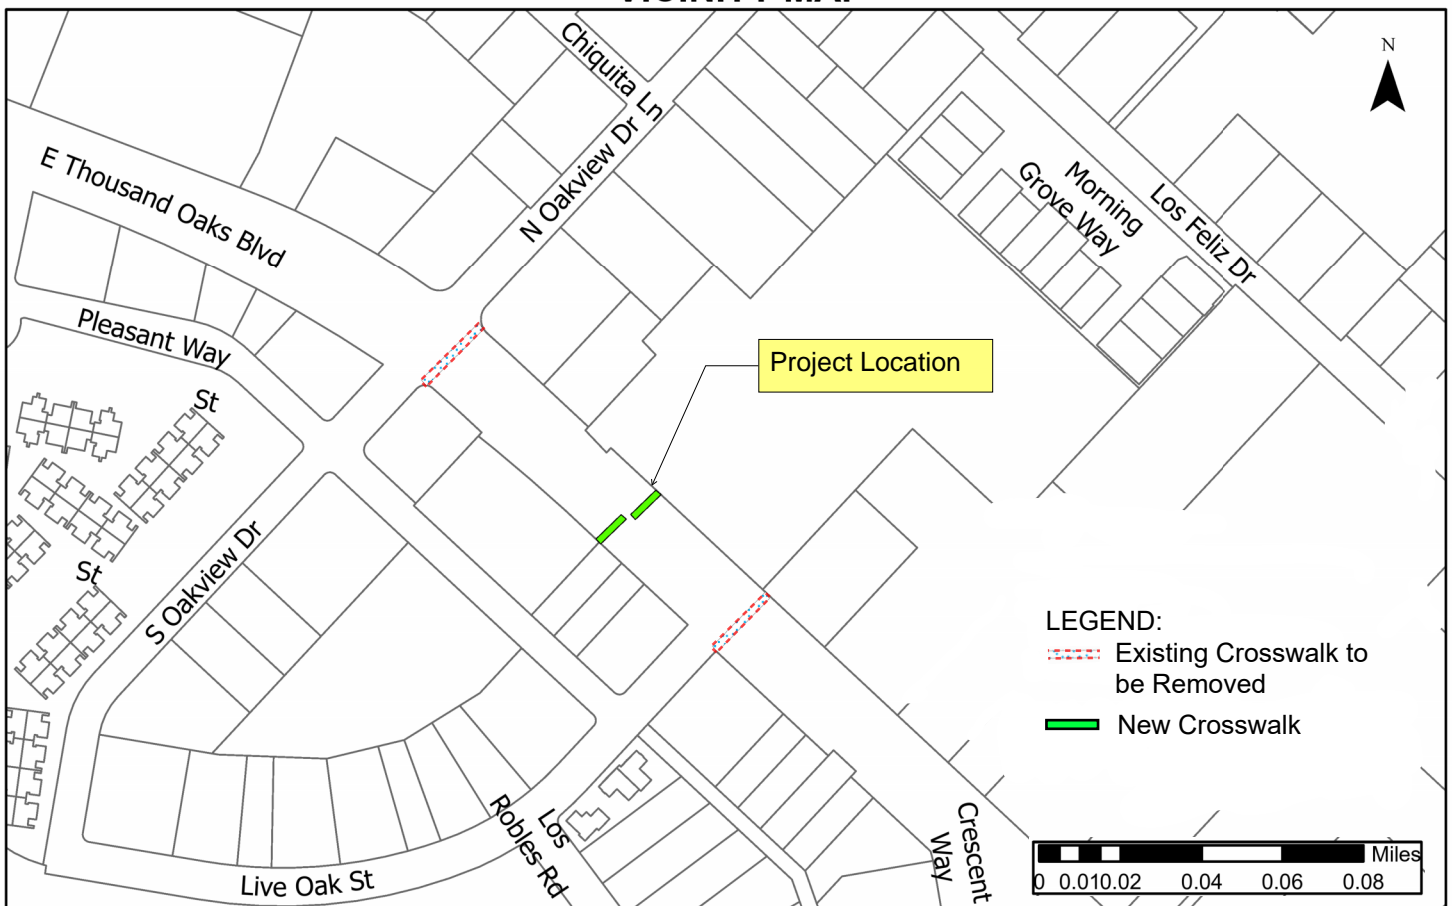 N
Chiquita Ln
N Oakview Dr
E Thousand Oaks Blvd
Morning
Grove Way
Los Feliz Dr
Pleasant Way
Project Location
St
St
S Oakview Dr
LEGEND:
Existing Crosswalk to
be Removed
New Crosswalk
Los
Robles Rd
Crescent
Way
Live Oak St
Miles
0 0.01 0.02 0.04 0.06 0.08